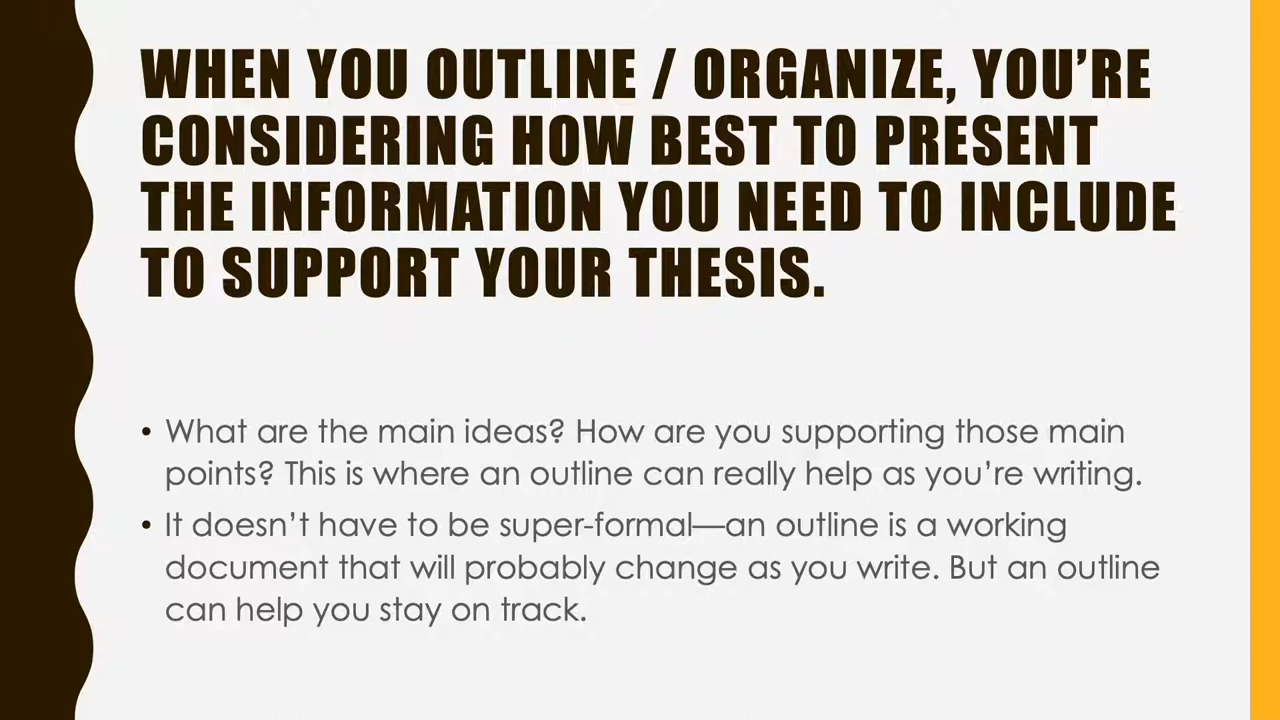 WHEN YOU OUTLINE / ORGANIZE, YOU’RE
CONSIDERING HOW BEST TO PRESENT
THE INFORMATION YOU NEED TO INCLUDE
TO SUPPORT YOUR THESIS.
• What are the main ideas? How are you supporting those main
points? This is where an outline can really help as you’re writing.
• It doesn’t have to be super-formal—an outline is a working
document that will probably change as you write. But an outline
can help you stay on track.